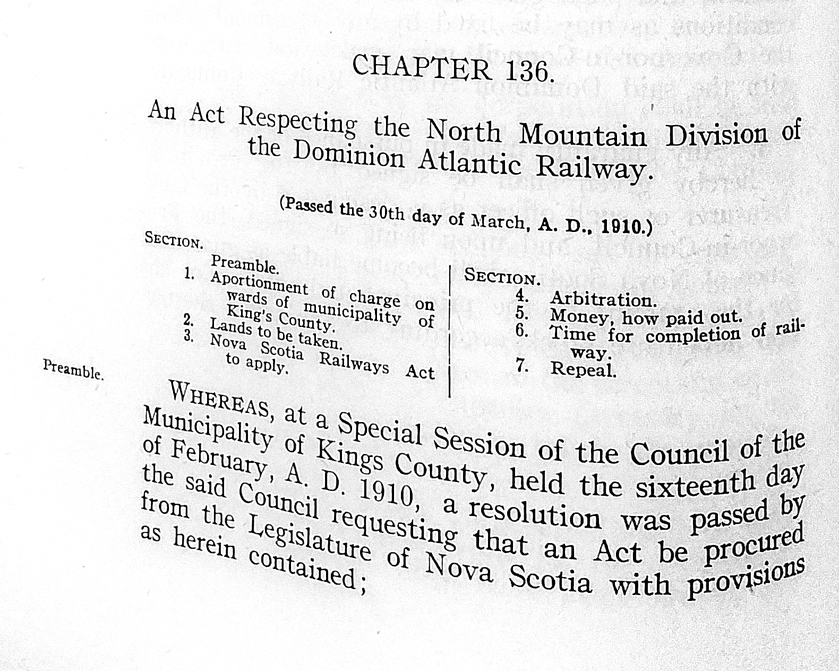 CHAPTER 136.
An Act Respecting the North Mountain Division of
the Dominion Atlantic Railway.
(Passed the 30th day of March, A. D., 1910.)
SECTION.
Preamble.
1. Aportionment of charge on
wards of municipality of
King's County.
2. Lands to be taken.
3. Nova Scotia Railways Act
to apply.
SECTION.
4. Arbitration.
5. Money, how paid out.
6. Time for completion of rail-
way.
7. Repeal.
Preamble.
WHEREAS, at a Special Session of the Council of the
Municipality of Kings County, held the sixteenth day
of February, A. D. 1910, a resolution was passed by
the said Council requesting that an Act be procured
from the Legislature of Nova Scotia with provisions
as herein contained;